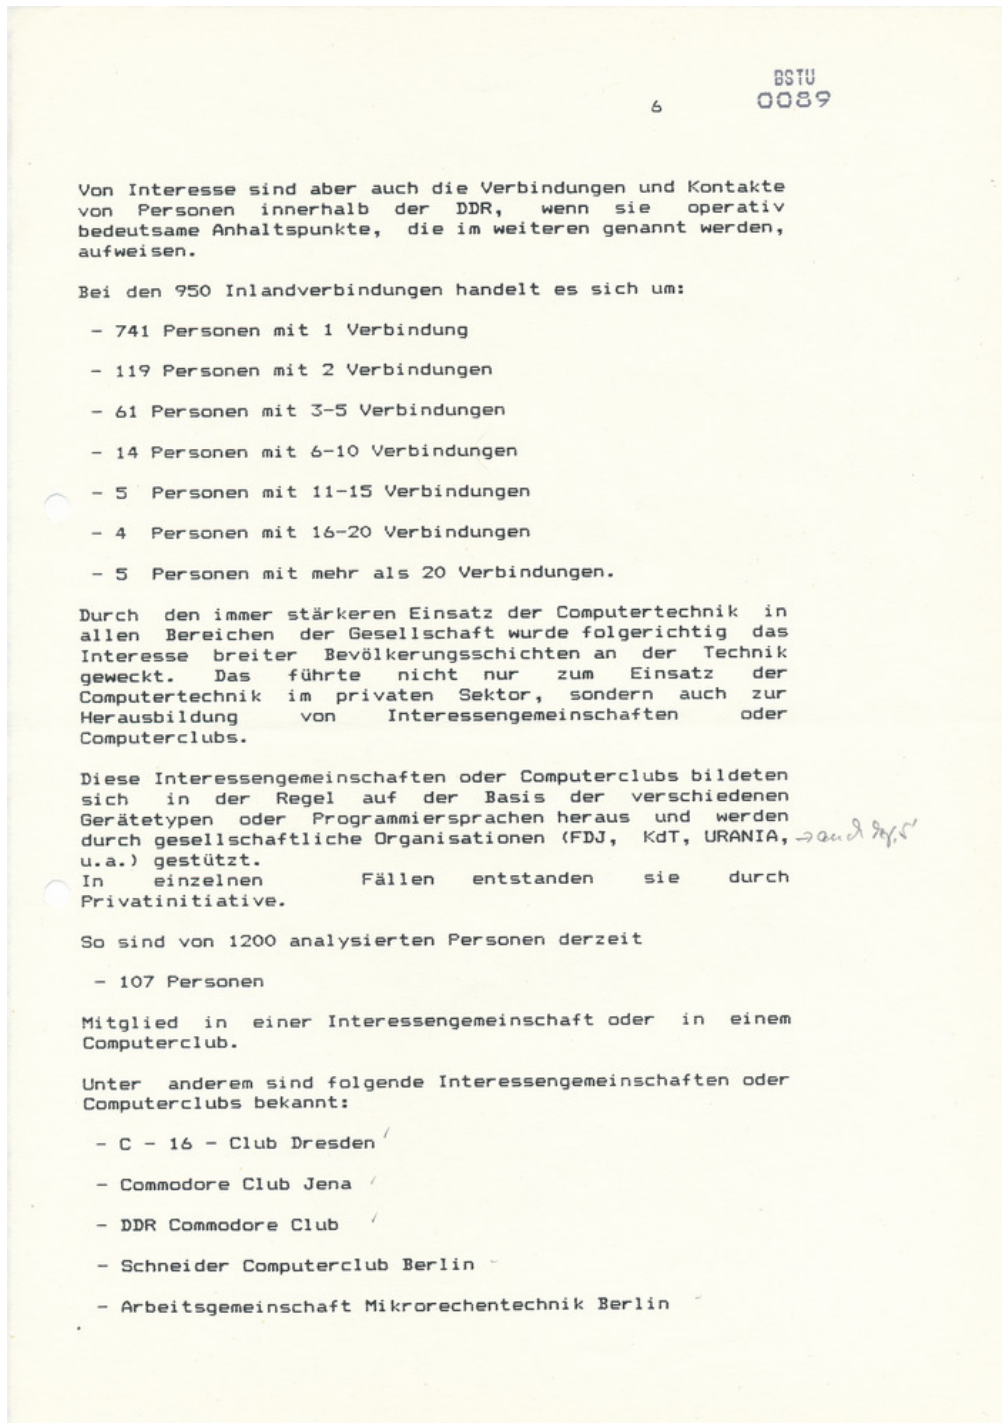 BSTU
6
0089
Von Interesse sind aber auch die Verbindungen und Kontakte
von Personen innerhalb der DDR, wenn sie operativ
bedeutsame Anhaltspunkte, die im weiteren genannt werden,
aufweisen.
Bei den 950 Inlandverbindungen handelt es sich um:
- 741 Personen mit 1 Verbindung
- 119 Personen mit 2 Verbindungen
- 61 Personen mit 3-5 Verbindungen
- 14 Personen mit 6-10 Verbindungen
- 5 Personen mit 11-15 Verbindungen
- 4 Personen mit 16-20 Verbindungen
- 5 Personen mit mehr als 20 Verbindungen.
Durch den immer stärkeren Einsatz der Computertechnik in
allen Bereichen der Gesellschaft wurde folgerichtig das
Interesse breiter Bevölkerungsschichten an der Technik
geweckt. Das führte nicht nur zum Einsatz der
Computertechnik im privaten Sektor, sondern auch zur
Herausbildung von Interessengemeinschaften oder
Computerclubs.
Diese Interessengemeinschaften oder Computerclubs bildeten
sich in der Regel auf der Basis der verschiedenen
Gerätetypen oder Programmiersprachen heraus und werden
durch gesellschaftliche Organisationen (FDJ, KdT, URANIA, → auch
u.a.) gestützt.
In einzelnen Fällen entstanden sie durch
Privatinitiative.
So sind von 1200 analysierten Personen derzeit
- 107 Personen
Mitglied in einer Interessengemeinschaft oder in einem
Computerclub.
Unter anderem sind folgende Interessengemeinschaften oder
Computerclubs bekannt:
- C - 16 - Club Dresden
- Commodore Club Jena
- DDR Commodore Club
- Schneider Computerclub Berlin
- Arbeitsgemeinschaft Mikrorechentechnik Berlin